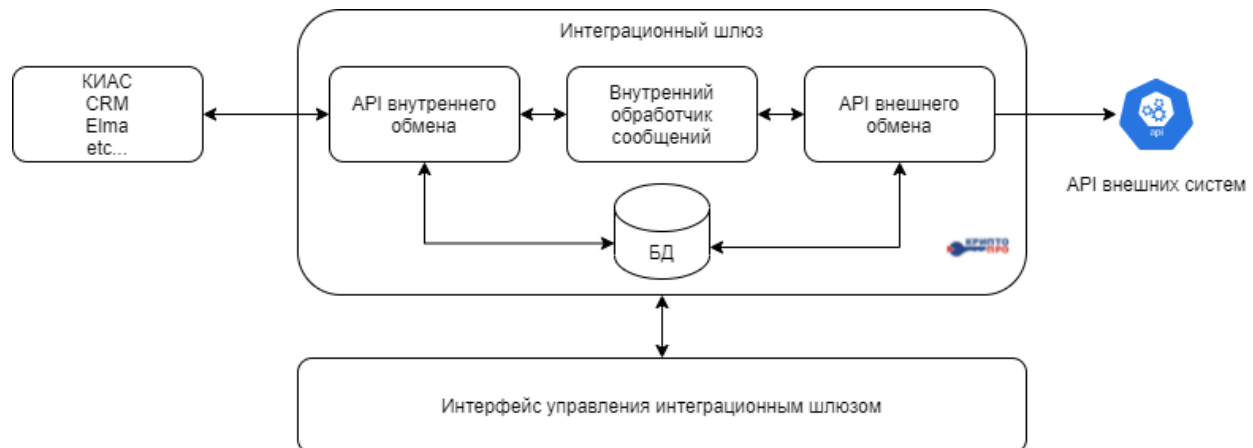 Интеграционный шлюз
КИАС
CRM
Elma
etc...
API внутреннего
обмена
Внутренний
обработчик
сообщений
API внешнего
обмена
api
API внешних систем
БД
КРИПТО
ПРО
Интерфейс управления интеграционным шлюзом